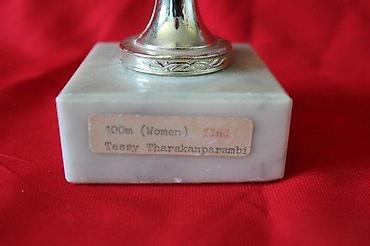 100m (Women) IInd
Tessy Tharakanparambi